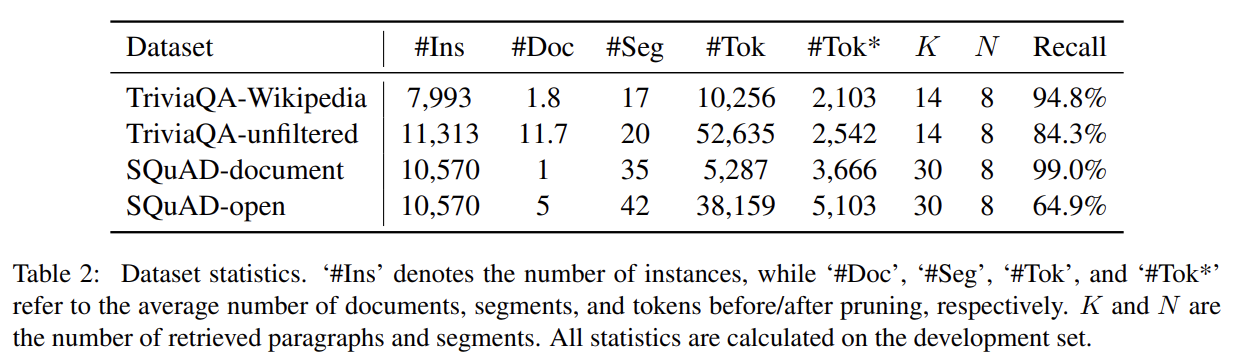 Dataset #Ins #Doc #Seg #Tok #Tok* K N Recall
TriviaQA-Wikipedia 7,993 1.8 17 10,256 2,103 14 8 94.8%
TriviaQA-unfiltered 11,313 11.7 20 52,635 2,542 14 8 84.3%
SQuAD-document 10,570 1 35 5,287 3,666 30 8 99.0%
SQuAD-open 10,570 5 42 38,159 5,103 30 8 64.9%
Table 2: Dataset statistics. ‘#Ins’ denotes the number of instances, while ‘#Doc’, ‘#Seg’, ‘#Tok’, and ‘#Tok*’
refer to the average number of documents, segments, and tokens before/after pruning, respectively. K and N are
the number of retrieved paragraphs and segments. All statistics are calculated on the development set.